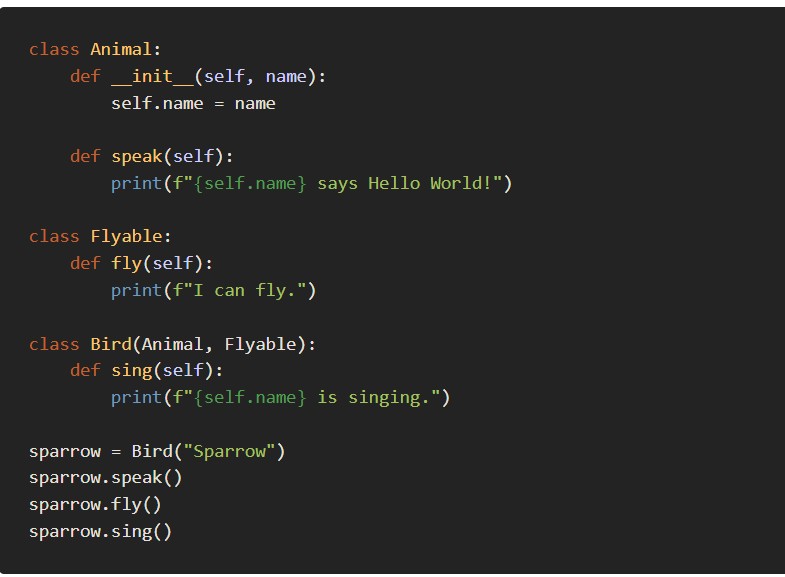 class Animal:
    def __init__(self, name):
        self.name = name

    def speak(self):
        print(f"{self.name} says Hello World!")

class Flyable:
    def fly(self):
        print(f"I can fly.")

class Bird(Animal, Flyable):
    def sing(self):
        print(f"{self.name} is singing.")

sparrow = Bird("Sparrow")
sparrow.speak()
sparrow.fly()
sparrow.sing()